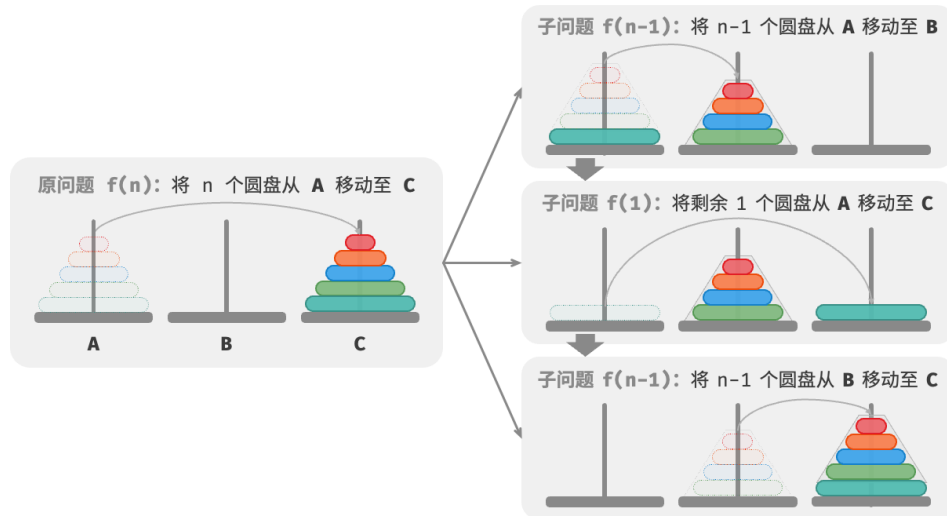 原问题 f(n)：将 n 个圆盘从 A 移动至 C
A
B
C
子问题 f(n-1)：将 n-1 个圆盘从 A 移动至 B
子问题 f(1)：将剩余 1 个圆盘从 A 移动至 C
子问题 f(n-1)：将 n-1 个圆盘从 B 移动至 C